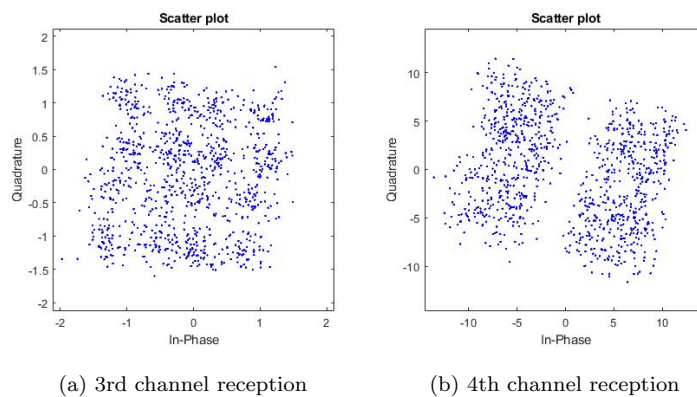 Scatter plot
Quadrature
2
1.5
1
0.5
0
-0.5
-1
-1.5
-2
-2 -1 0 1 2
In-Phase
(a) 3rd channel reception
Scatter plot
Quadrature
10
5
0
-5
-10
-10 -5 0 5 10
In-Phase
(b) 4th channel reception